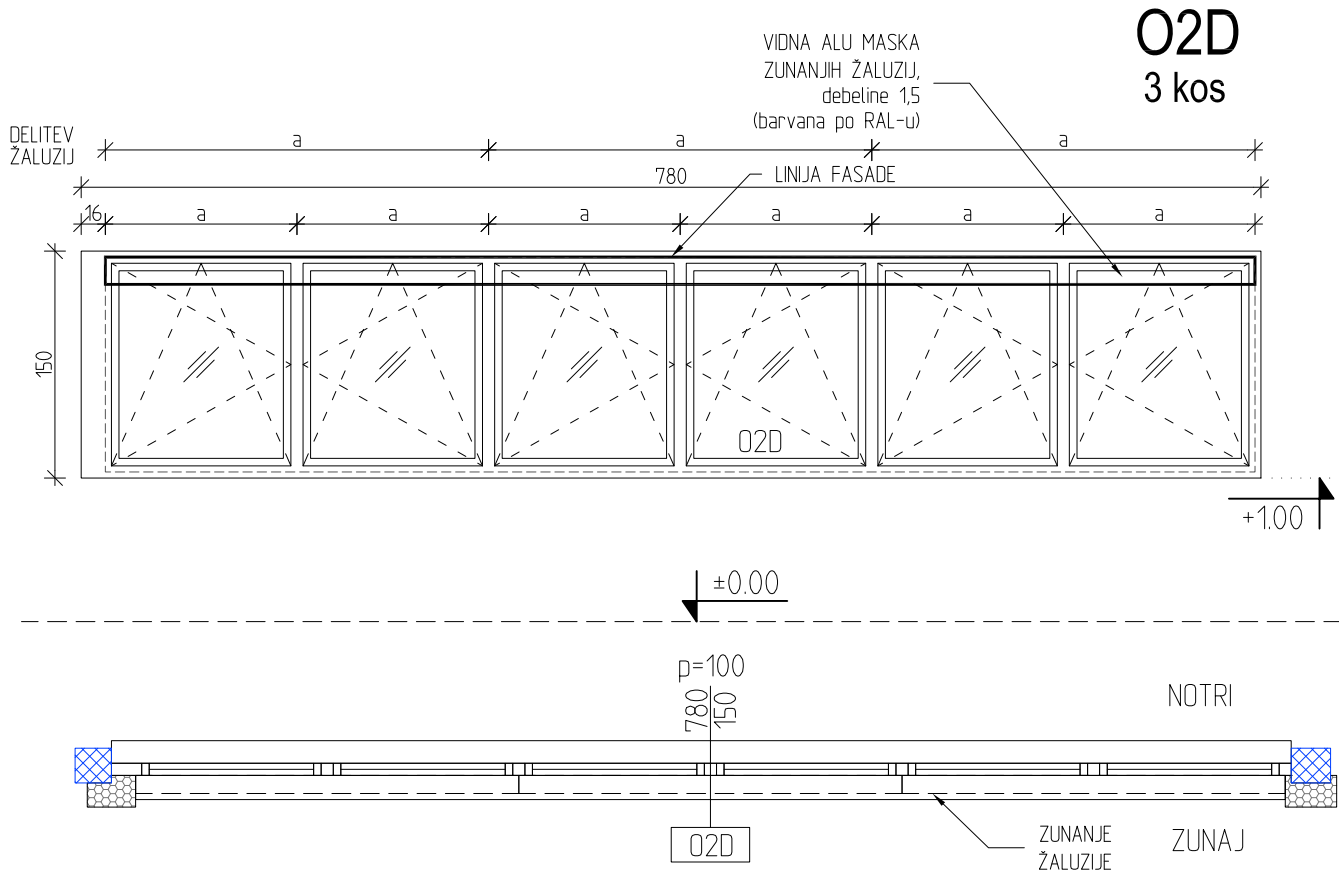 O2D
3 kos
VIDNA ALU MASKA
ZUNANJIH ŽALUZIJ,
debeline 1,5
(barvana po RAL-u)
DELITEV
ŽALUZIJ
a
a
a
780
LINIJA FASADE
16
a
a
a
a
a
a
150
O2D
+1.00
±0.00
p=100
780
150
NOTRI
ZUNANJE
ŽALUZIJE
ZUNAJ
O2D